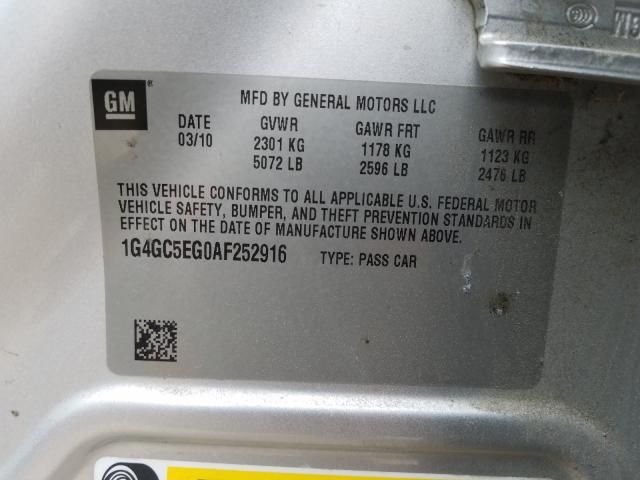 GM
MFD BY GENERAL MOTORS LLC
DATE GVWR GAWR FRT GAWR RR
03/10 2301 KG 1178 KG 1123 KG
5072 LB 2596 LB 2476 LB
THIS VEHICLE CONFORMS TO ALL APPLICABLE U.S. FEDERAL MOTOR
VEHICLE SAFETY, BUMPER, AND THEFT PREVENTION STANDARDS IN
EFFECT ON THE DATE OF MANUFACTURE SHOWN ABOVE.
1G4GC5EG0AF252916 TYPE: PASS CAR